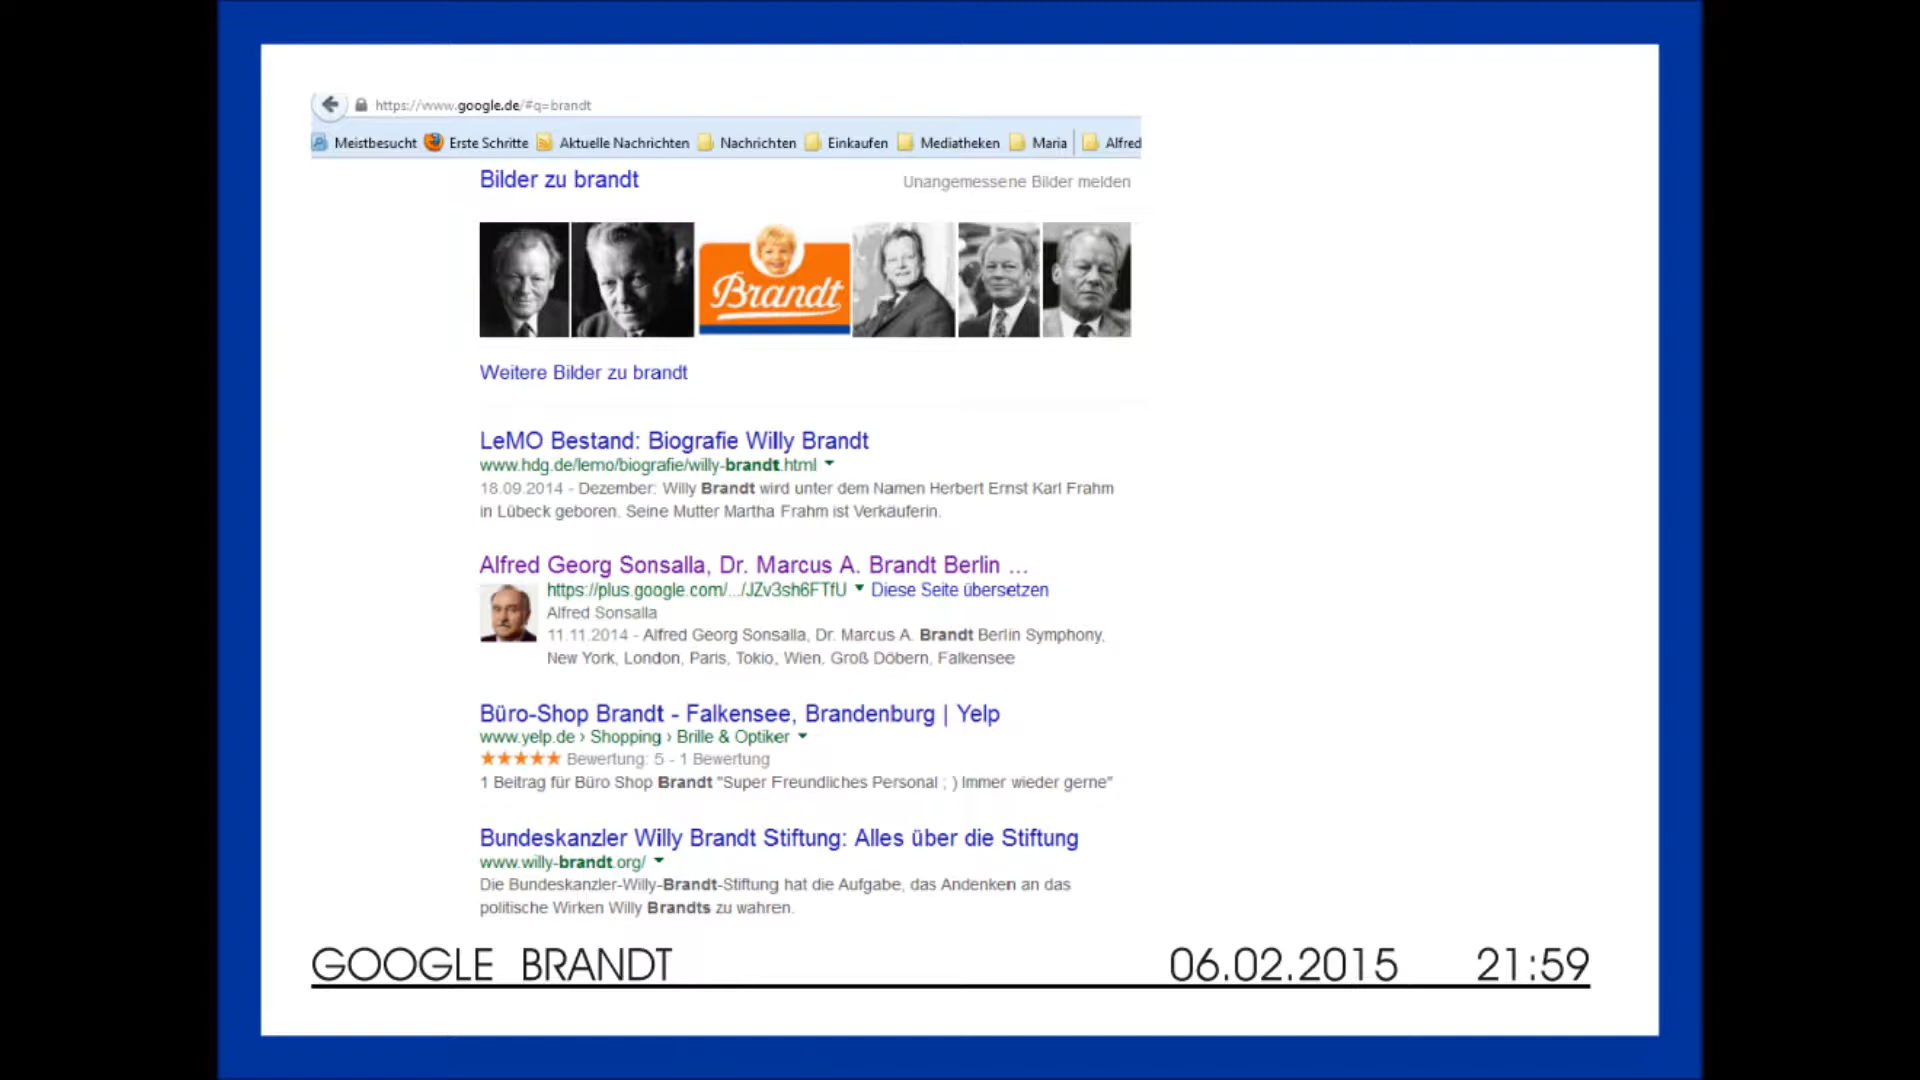 https://www.google.de/#q=brandt
Meistbesucht Erste Schritte Aktuelle Nachrichten Nachrichten Einkaufen Mediatheken Maria Alfred
Bilder zu brandt Unangemessene Bilder melden
Brandt
Weitere Bilder zu brandt
LeMO Bestand: Biografie Willy Brandt
www.hdg.de/lemo/biografie/willy-brandt.html
18.09.2014 - Dezember: Willy Brandt wird unter dem Namen Herbert Ernst Karl Frahm
in Lübeck geboren. Seine Mutter Martha Frahm ist Verkäuferin.
Alfred Georg Sonsalla, Dr. Marcus A. Brandt Berlin ...
https://plus.google.com/.../JZv3sh6FTfU Diese Seite übersetzen
Alfred Sonsalla
11.11.2014 - Alfred Georg Sonsalla, Dr. Marcus A. Brandt Berlin Symphony,
New York, London, Paris, Tokio, Wien, Groß Döbern, Falkensee
Büro-Shop Brandt - Falkensee, Brandenburg | Yelp
www.yelp.de › Shopping › Brille & Optiker
Bewertung: 5 - 1 Bewertung
1 Beitrag für Büro Shop Brandt "Super Freundliches Personal ; ) Immer wieder gerne"
Bundeskanzler Willy Brandt Stiftung: Alles über die Stiftung
www.willy-brandt.org/
Die Bundeskanzler-Willy-Brandt-Stiftung hat die Aufgabe, das Andenken an das
politische Wirken Willy Brandts zu wahren.
GOOGLE BRANDT 06.02.2015 21:59